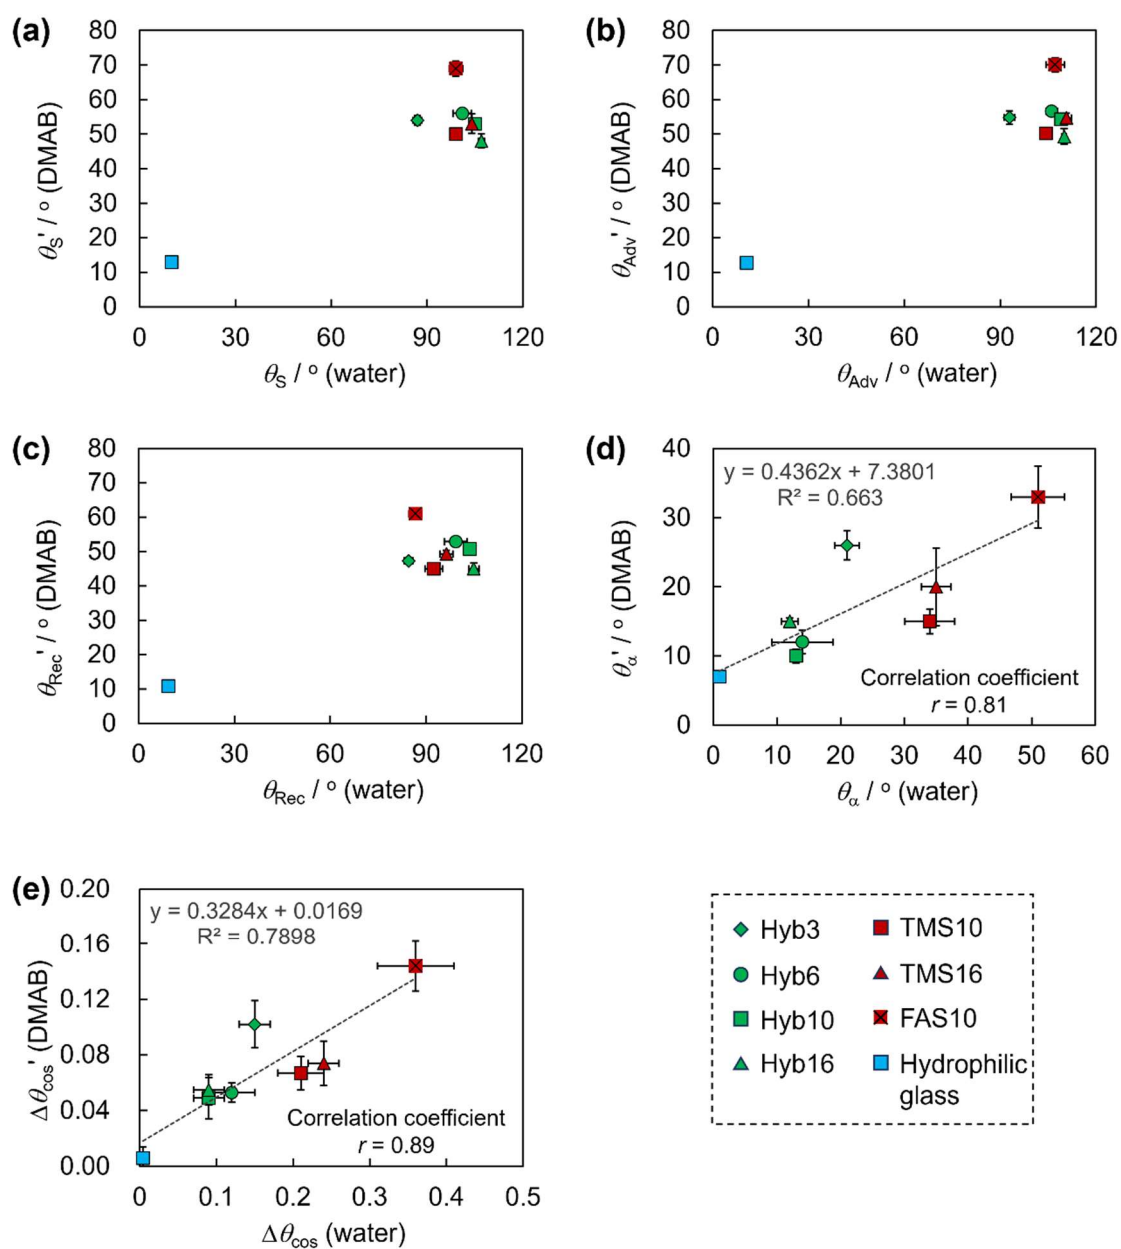 (a)
80
70
60
50
40
30
20
10
0
θS' / ° (DMAB)
0 30 60 90 120
θS / ° (water)
(b)
80
70
60
50
40
30
20
10
0
θAdv' / ° (DMAB)
0 30 60 90 120
θAdv / ° (water)
(c)
80
70
60
50
40
30
20
10
0
θRec' / ° (DMAB)
0 30 60 90 120
θRec / ° (water)
(d)
40
30
20
10
0
θα' / ° (DMAB)
y = 0.4362x + 7.3801
R² = 0.663
Correlation coefficient
r = 0.81
0 10 20 30 40 50 60
θα / ° (water)
(e)
0.20
0.16
0.12
0.08
0.04
0.00
Δθcos' (DMAB)
y = 0.3284x + 0.0169
R² = 0.7898
Correlation coefficient
r = 0.89
0 0.1 0.2 0.3 0.4 0.5
Δθcos (water)
Hyb3
Hyb6
Hyb10
Hyb16
TMS10
TMS16
FAS10
Hydrophilic
glass